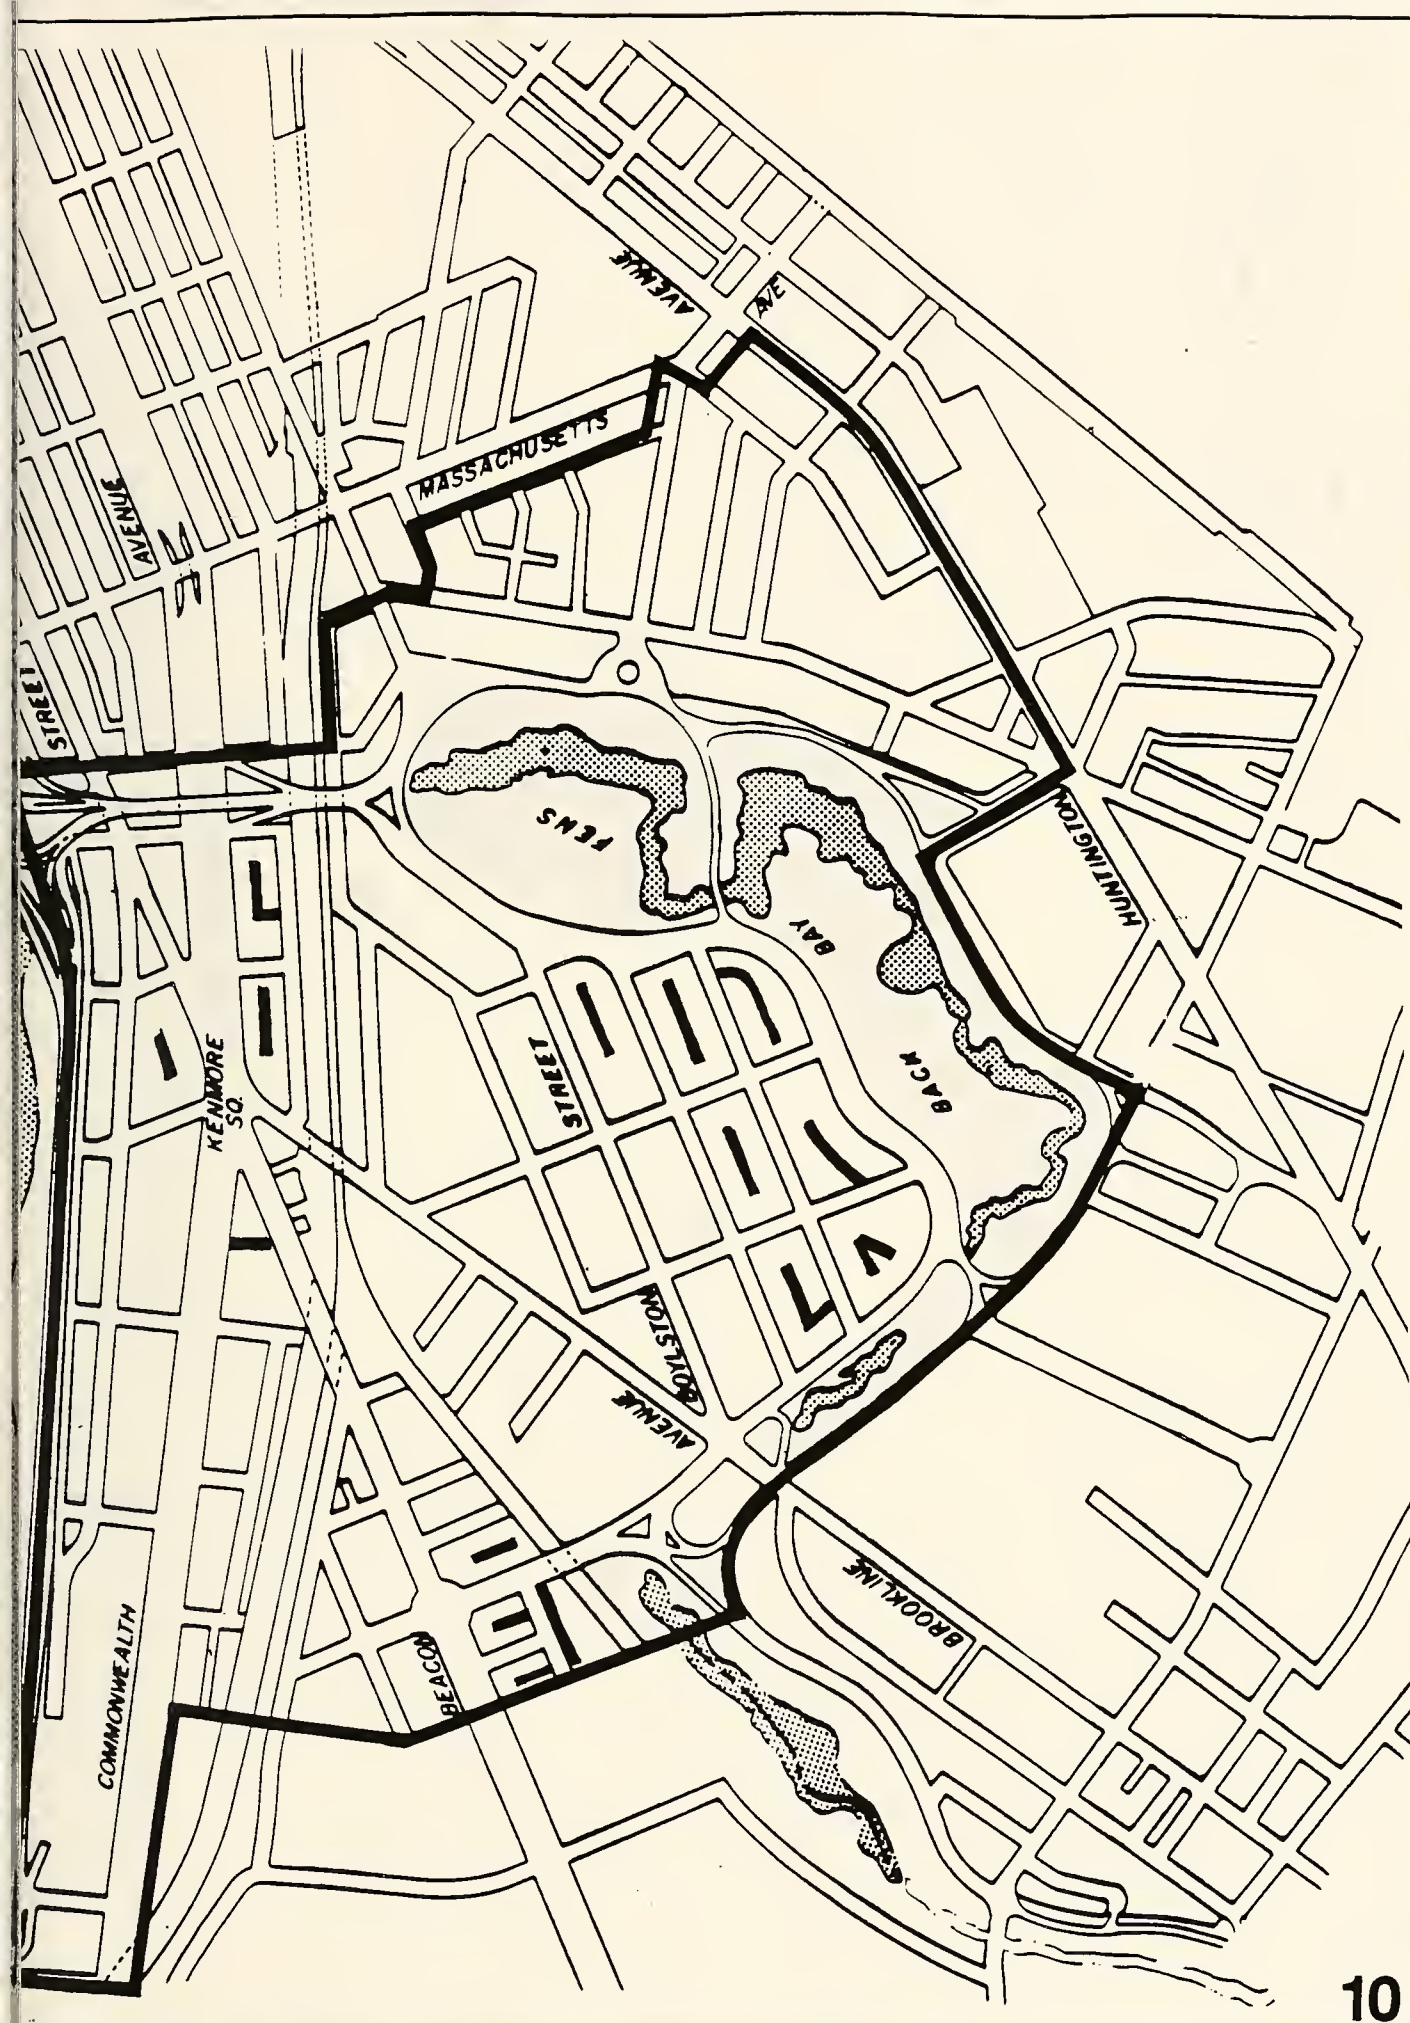 AVENUE
AVE
MASSACHUSETTS
AVENUE
STREET
FENS
HUNTINGTON
BAY
BACK
KENMORE
SQ.
STREET
BOYLSTON
AVENUE
BROOKLINE
COMMONWEALTH
BEACON
10